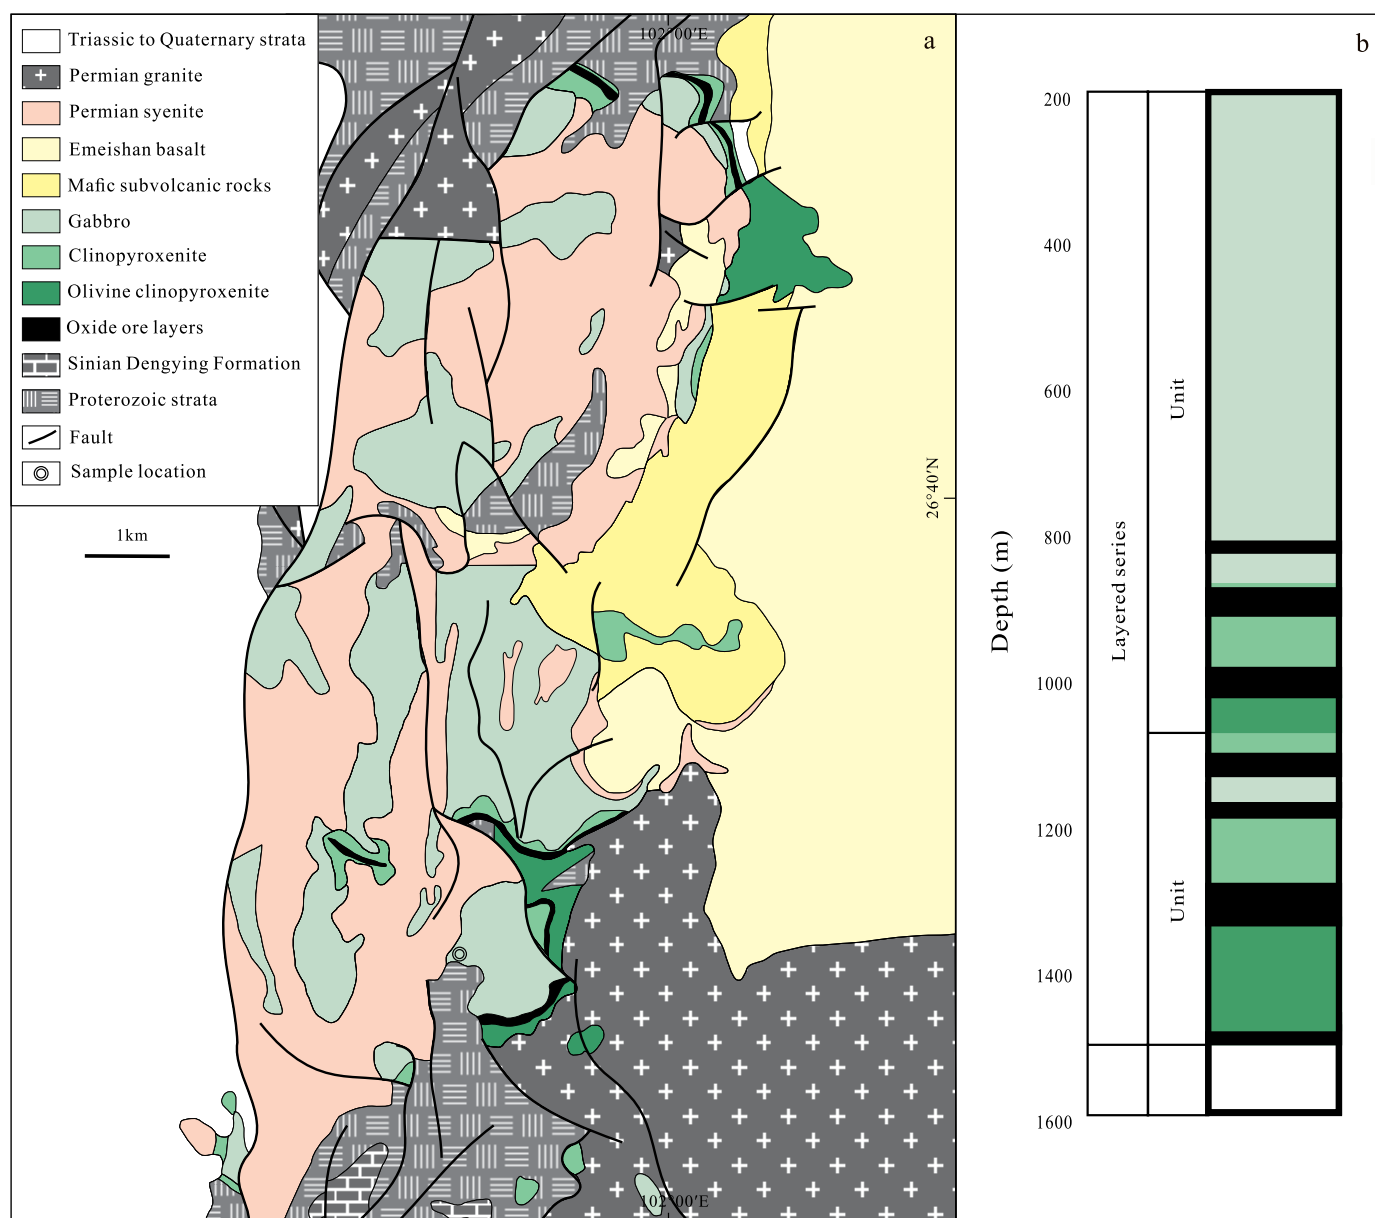 Triassic to Quaternary strata
Permian granite
Permian syenite
Emeishan basalt
Mafic subvolcanic rocks
Gabbro
Clinopyroxenite
Olivine clinopyroxenite
Oxide ore layers
Sinian Dengying Formation
Proterozoic strata
Fault
Sample location
1km
102°00′E
a
26°40′N
102°00′E
b
Depth (m)
200
400
600
800
1000
1200
1400
1600
Layered series
Unit
Unit